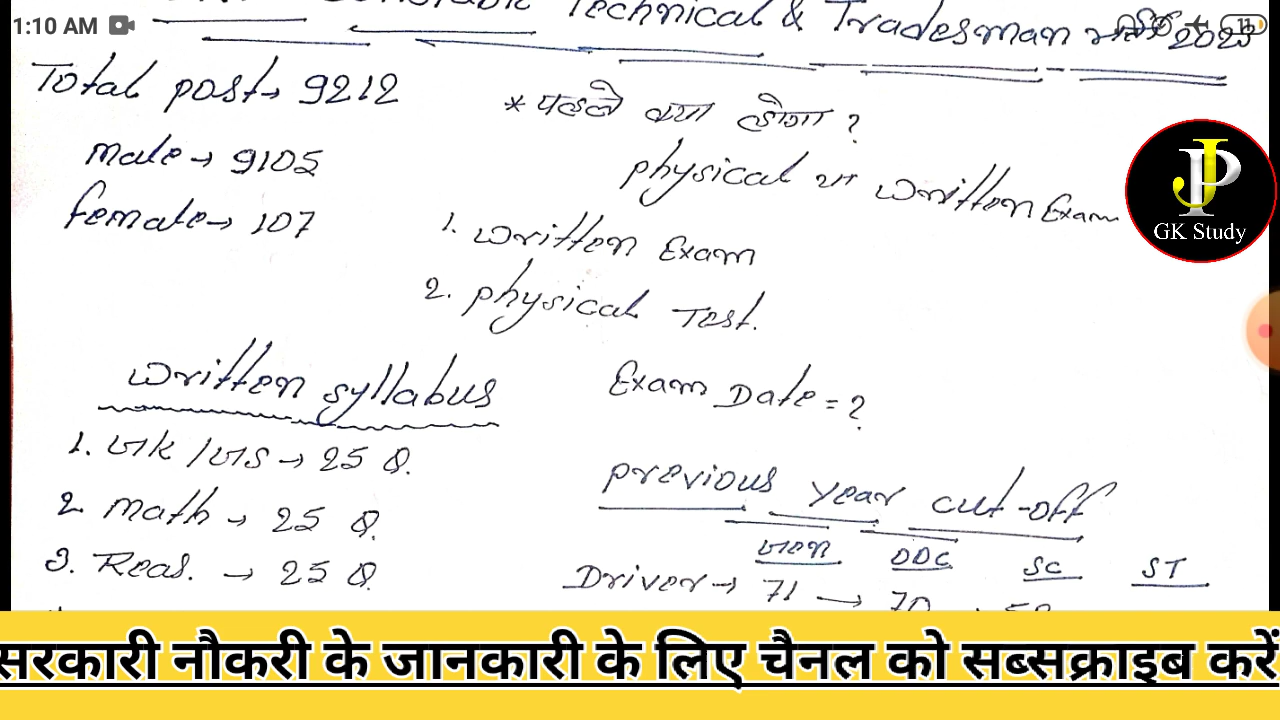 1:10 AM
Constable Technical & Tradesman भर्ती 2023
Total post → 9212
male → 9105
female → 107
* पहले क्या होगा ?
physical या written Exam
1. written Exam
2. physical Test.
JP
GK Study
written syllabus
1. GK / GS → 25 Q.
2. math → 25 Q.
3. Reas. → 25 Q.
Exam Date = ?
previous year cut-off
Gen OBC SC ST
Driver → 71 → 70
सरकारी नौकरी के जानकारी के लिए चैनल को सब्सक्राइब करें